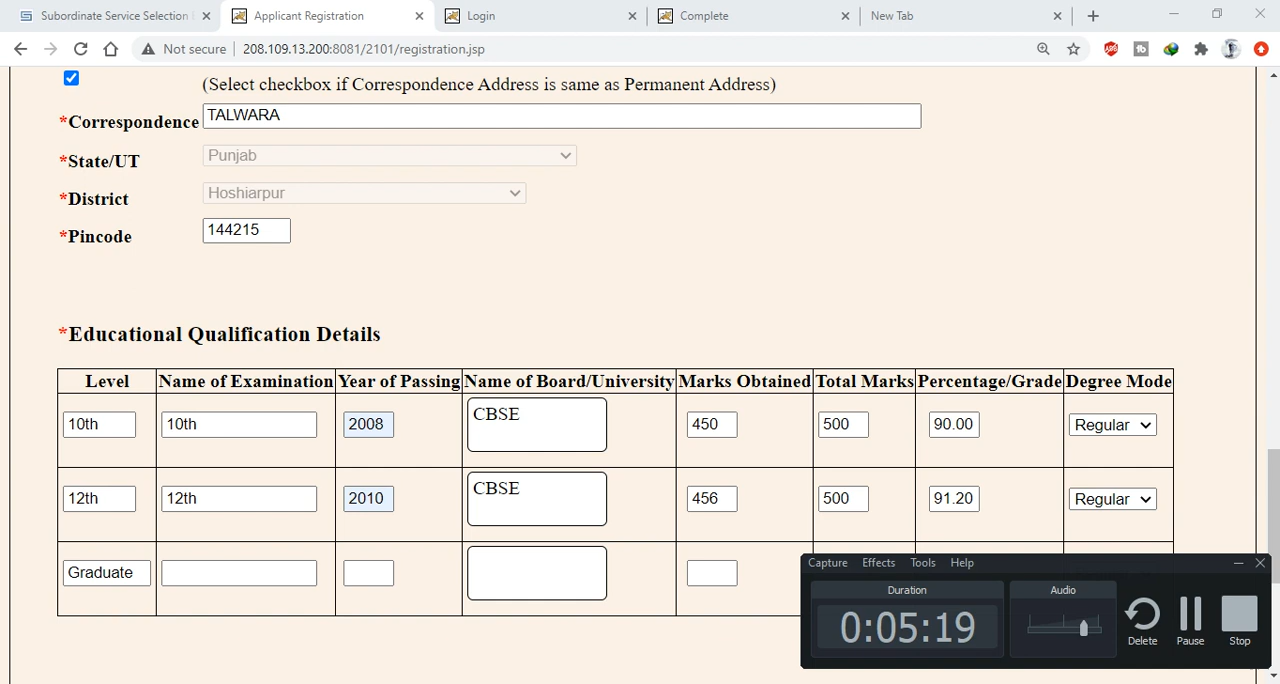 Subordinate Service Selection
Applicant Registration
Login
Complete
New Tab
Not secure
208.109.13.200:8081/2101/registration.jsp
(Select checkbox if Correspondence Address is same as Permanent Address)
*Correspondence
TALWARA
*State/UT
Punjab
*District
Hoshiarpur
*Pincode
144215
*Educational Qualification Details
Level Name of Examination Year of Passing Name of Board/University Marks Obtained Total Marks Percentage/Grade Degree Mode
10th 10th 2008 CBSE 450 500 90.00 Regular
12th 12th 2010 CBSE 456 500 91.20 Regular
Graduate
Capture Effects Tools Help
Duration
Audio
0:05:19
Delete Pause Stop